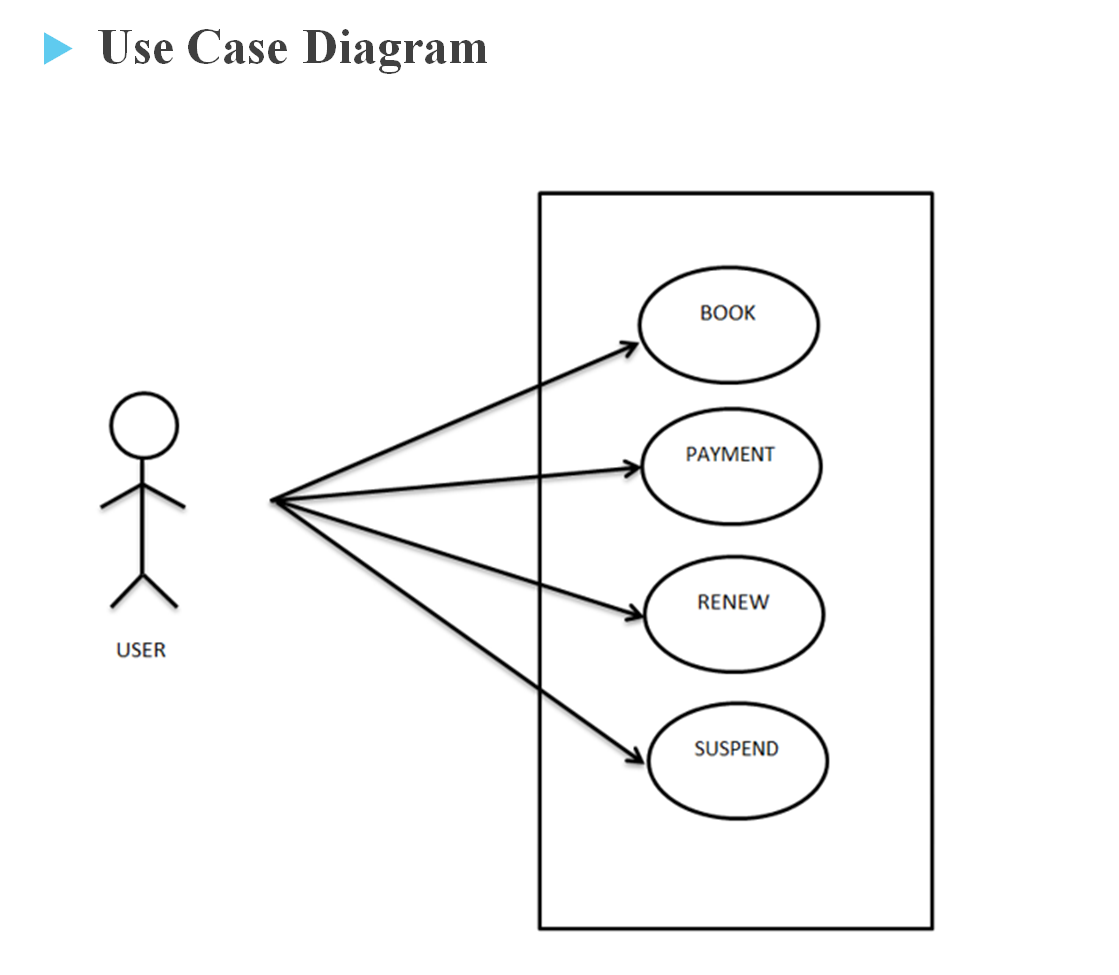 Use Case Diagram
BOOK
PAYMENT
RENEW
SUSPEND
USER